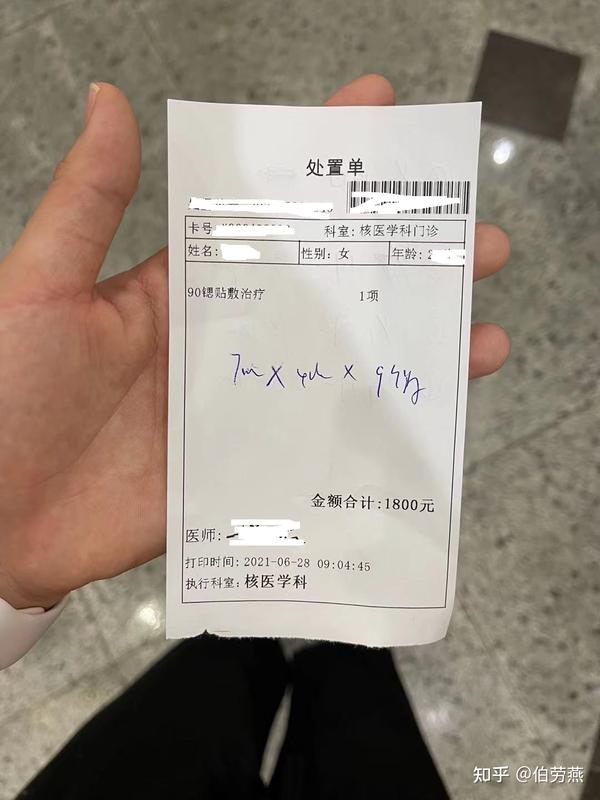 处置单
卡号 科室: 核医学科门诊
姓名: 性别: 女 年龄: 2
90锶贴敷治疗 1项
金额合计:1800元
医师:
打印时间: 2021-06-28 09:04:45
执行科室: 核医学科
知乎 @伯劳燕